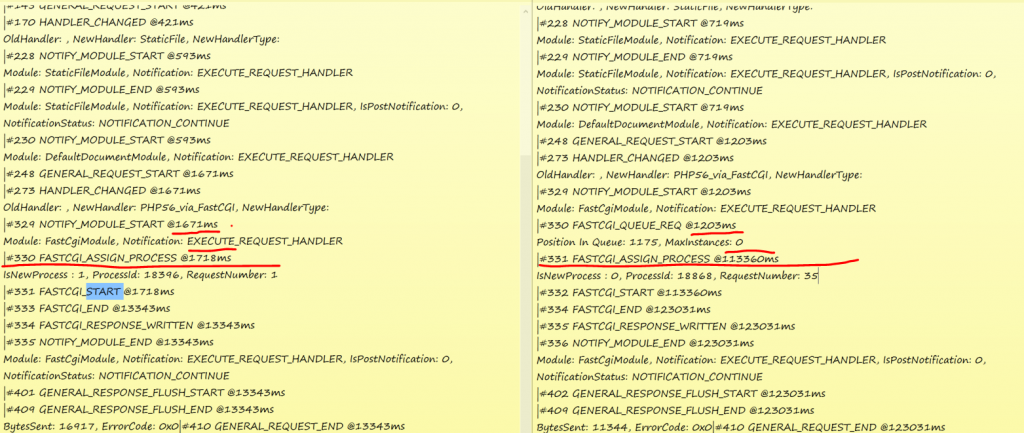 |#145 GENERAL_REQUEST_START @421ms
|#170 HANDLER_CHANGED @421ms
OldHandler: , NewHandler: StaticFile, NewHandlerType:
|#228 NOTIFY_MODULE_START @593ms
Module: StaticFileModule, Notification: EXECUTE_REQUEST_HANDLER
|#229 NOTIFY_MODULE_END @593ms
Module: StaticFileModule, Notification: EXECUTE_REQUEST_HANDLER, IsPostNotification: 0,
NotificationStatus: NOTIFICATION_CONTINUE
|#230 NOTIFY_MODULE_START @593ms
Module: DefaultDocumentModule, Notification: EXECUTE_REQUEST_HANDLER
|#248 GENERAL_REQUEST_START @1671ms
|#273 HANDLER_CHANGED @1671ms
OldHandler: , NewHandler: PHP56_via_FastCGI, NewHandlerType:
|#329 NOTIFY_MODULE_START @1671ms
Module: FastCgiModule, Notification: EXECUTE_REQUEST_HANDLER
|#330 FASTCGI_ASSIGN_PROCESS @1718ms
IsNewProcess : 1, ProcessId: 18396, RequestNumber: 1
|#331 FASTCGI_START @1718ms
|#333 FASTCGI_END @13343ms
|#334 FASTCGI_RESPONSE_WRITTEN @13343ms
|#335 NOTIFY_MODULE_END @13343ms
Module: FastCgiModule, Notification: EXECUTE_REQUEST_HANDLER, IsPostNotification: 0,
NotificationStatus: NOTIFICATION_CONTINUE
|#401 GENERAL_RESPONSE_FLUSH_START @13343ms
|#409 GENERAL_RESPONSE_FLUSH_END @13343ms
BytesSent: 16917, ErrorCode: 0x0|#410 GENERAL_REQUEST_END @13343ms
OldHandler: , NewHandler: StaticFile, NewHandlerType:
|#228 NOTIFY_MODULE_START @719ms
Module: StaticFileModule, Notification: EXECUTE_REQUEST_HANDLER
|#229 NOTIFY_MODULE_END @719ms
Module: StaticFileModule, Notification: EXECUTE_REQUEST_HANDLER, IsPostNotification: 0,
NotificationStatus: NOTIFICATION_CONTINUE
|#230 NOTIFY_MODULE_START @719ms
Module: DefaultDocumentModule, Notification: EXECUTE_REQUEST_HANDLER
|#248 GENERAL_REQUEST_START @1203ms
|#273 HANDLER_CHANGED @1203ms
OldHandler: , NewHandler: PHP56_via_FastCGI, NewHandlerType:
|#329 NOTIFY_MODULE_START @1203ms
Module: FastCgiModule, Notification: EXECUTE_REQUEST_HANDLER
|#330 FASTCGI_QUEUE_REQ @1203ms
Position In Queue: 1175, MaxInstances: 0
|#331 FASTCGI_ASSIGN_PROCESS @113360ms
IsNewProcess : 0, ProcessId: 18868, RequestNumber: 35
|#332 FASTCGI_START @113360ms
|#334 FASTCGI_END @123031ms
|#335 FASTCGI_RESPONSE_WRITTEN @123031ms
|#336 NOTIFY_MODULE_END @123031ms
Module: FastCgiModule, Notification: EXECUTE_REQUEST_HANDLER, IsPostNotification: 0,
NotificationStatus: NOTIFICATION_CONTINUE
|#402 GENERAL_RESPONSE_FLUSH_START @123031ms
|#409 GENERAL_RESPONSE_FLUSH_END @123031ms
BytesSent: 11344, ErrorCode: 0x0|#410 GENERAL_REQUEST_END @123031ms